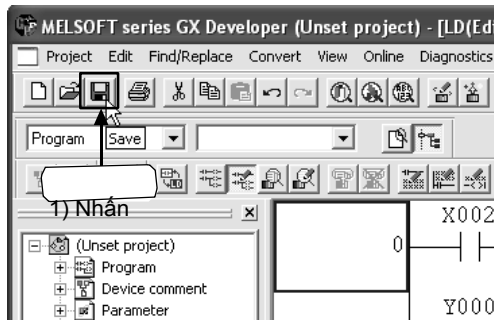 MELSOFT series GX Developer (Unset project) - [LD(Edi
Project Edit Find/Replace Convert View Online Diagnostics
Program Save
1) Nhấn
(Unset project)
Program
Device comment
Parameter
X002
0
Y000